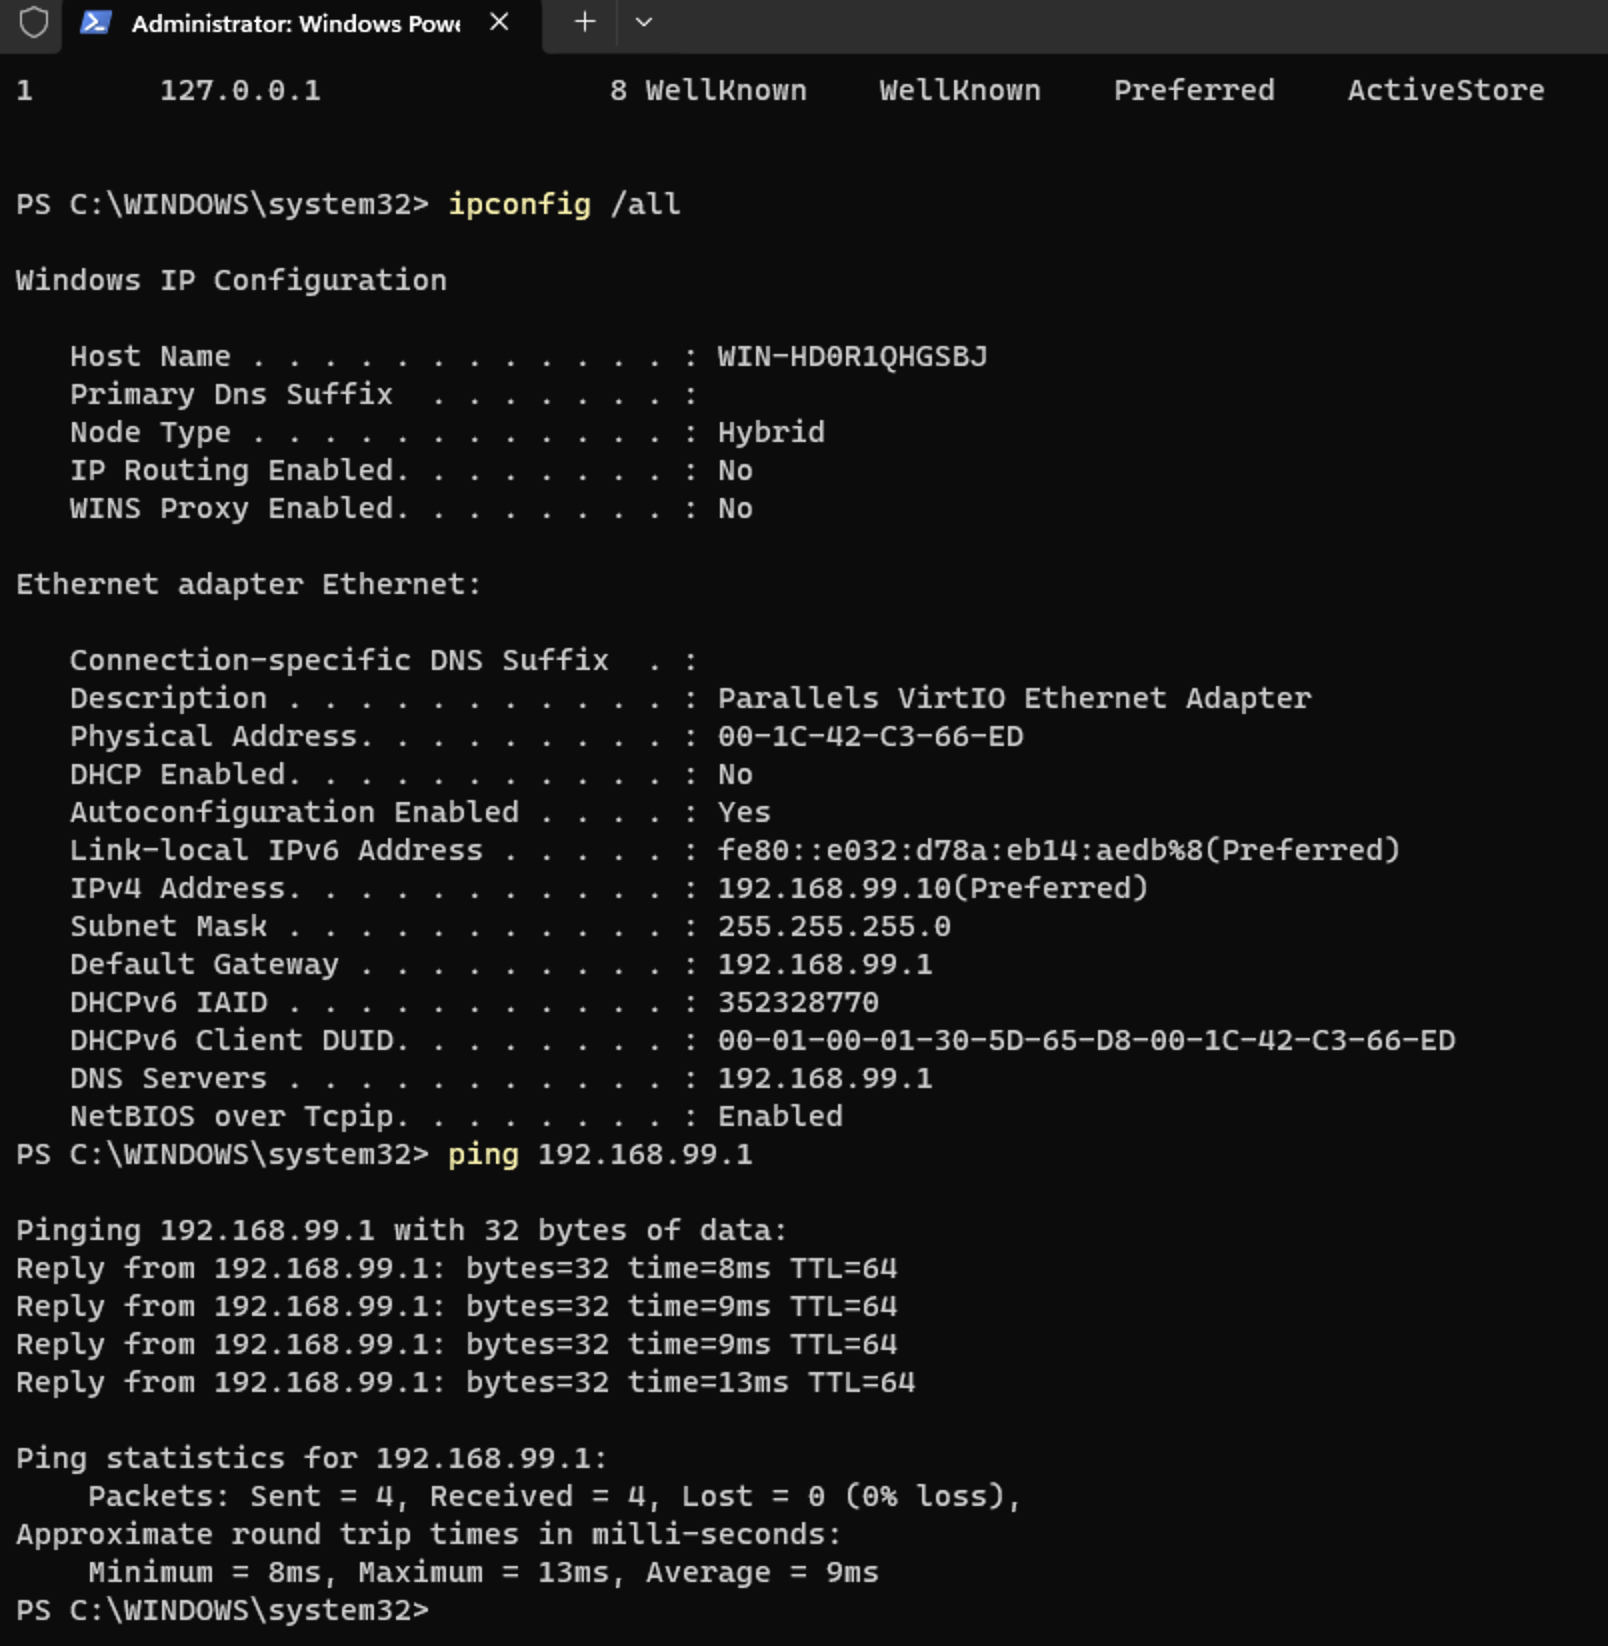 Administrator: Windows Powe
1 127.0.0.1 8 WellKnown WellKnown Preferred ActiveStore
PS C:\WINDOWS\system32> ipconfig /all
Windows IP Configuration
Host Name . . . . . . . . . . . . : WIN-HD0R1QHGSBJ
Primary Dns Suffix . . . . . . . :
Node Type . . . . . . . . . . . . : Hybrid
IP Routing Enabled. . . . . . . . : No
WINS Proxy Enabled. . . . . . . . : No
Ethernet adapter Ethernet:
Connection-specific DNS Suffix . :
Description . . . . . . . . . . . : Parallels VirtIO Ethernet Adapter
Physical Address. . . . . . . . . : 00-1C-42-C3-66-ED
DHCP Enabled. . . . . . . . . . . : No
Autoconfiguration Enabled . . . . : Yes
Link-local IPv6 Address . . . . . : fe80::e032:d78a:eb14:aedb%8(Preferred)
IPv4 Address. . . . . . . . . . . : 192.168.99.10(Preferred)
Subnet Mask . . . . . . . . . . . : 255.255.255.0
Default Gateway . . . . . . . . . : 192.168.99.1
DHCPv6 IAID . . . . . . . . . . . : 352328770
DHCPv6 Client DUID. . . . . . . . : 00-01-00-01-30-5D-65-D8-00-1C-42-C3-66-ED
DNS Servers . . . . . . . . . . . : 192.168.99.1
NetBIOS over Tcpip. . . . . . . . : Enabled
PS C:\WINDOWS\system32> ping 192.168.99.1
Pinging 192.168.99.1 with 32 bytes of data:
Reply from 192.168.99.1: bytes=32 time=8ms TTL=64
Reply from 192.168.99.1: bytes=32 time=9ms TTL=64
Reply from 192.168.99.1: bytes=32 time=9ms TTL=64
Reply from 192.168.99.1: bytes=32 time=13ms TTL=64
Ping statistics for 192.168.99.1:
Packets: Sent = 4, Received = 4, Lost = 0 (0% loss),
Approximate round trip times in milli-seconds:
Minimum = 8ms, Maximum = 13ms, Average = 9ms
PS C:\WINDOWS\system32>